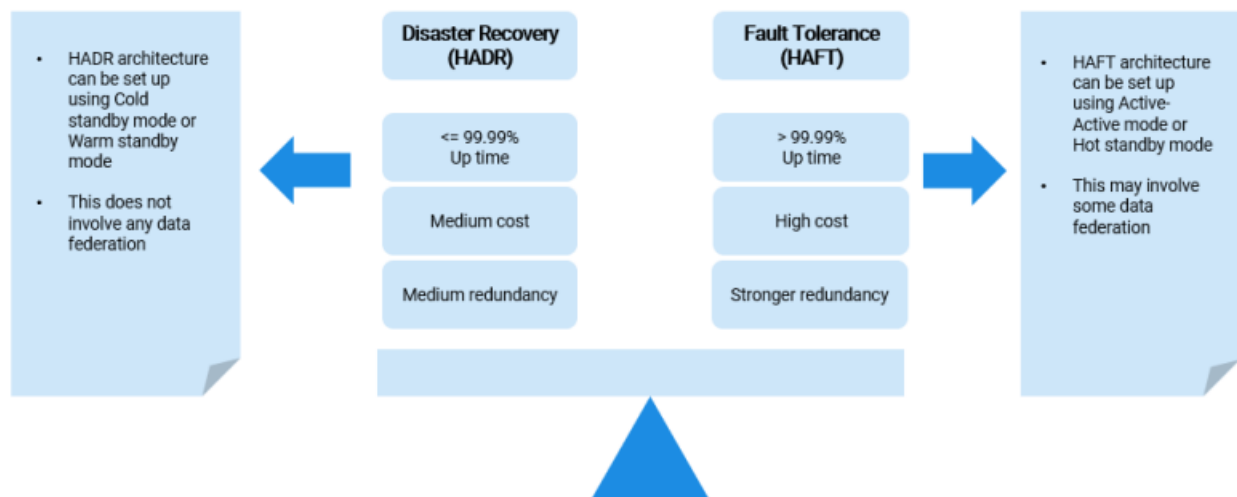 • HADR architecture
can be set up
using Cold
standby mode or
Warm standby
mode
• This does not
involve any data
federation
Disaster Recovery
(HADR)
<= 99.99%
Up time
Medium cost
Medium redundancy
Fault Tolerance
(HAFT)
> 99.99%
Up time
High cost
Stronger redundancy
• HAFT architecture
can be set up
using Active-
Active mode or
Hot standby mode
• This may involve
some data
federation